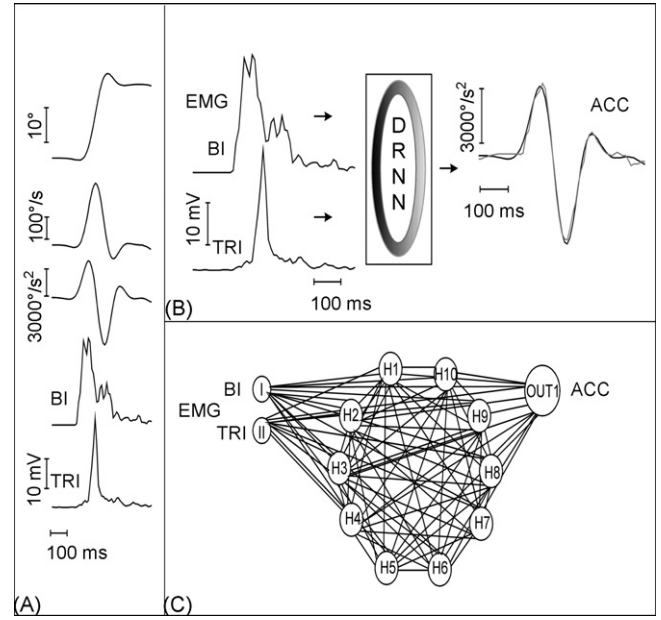 10°
100°/s
3000°/s²
BI
10 mV
TRI
100 ms
(A)
EMG
BI
10 mV
TRI
100 ms
DRNN
3000°/s²
ACC
100 ms
(B)
H1
H10
BI
I
OUT1
ACC
EMG
H2
H9
TRI
II
H3
H8
H4
H7
H5
H6
(C)